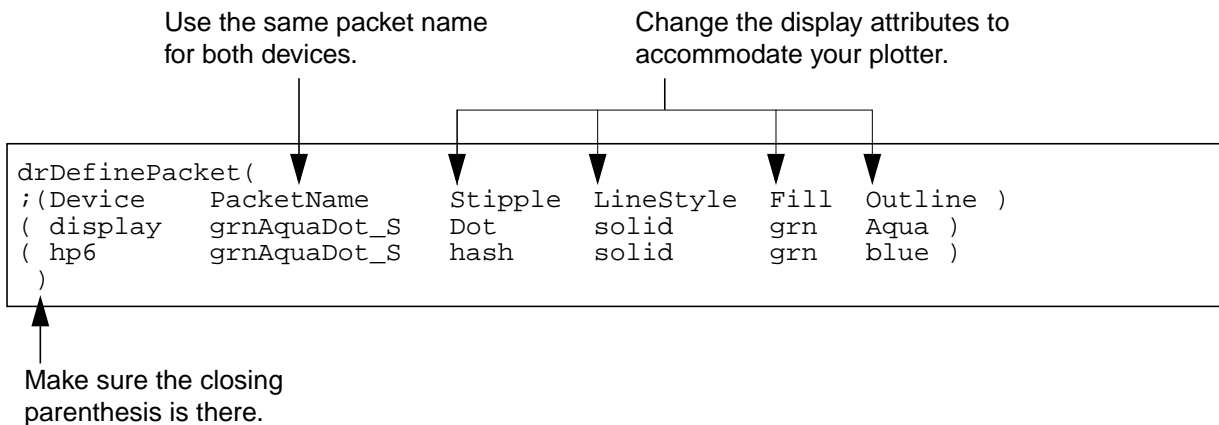 Use the same packet name
for both devices.
Change the display attributes to
accommodate your plotter.
drDefinePacket(
;(Device    PacketName     Stipple  LineStyle  Fill  Outline )
( display   grnAquaDot_S   Dot      solid      grn   Aqua )
( hp6       grnAquaDot_S   hash     solid      grn   blue )
 )
Make sure the closing
parenthesis is there.